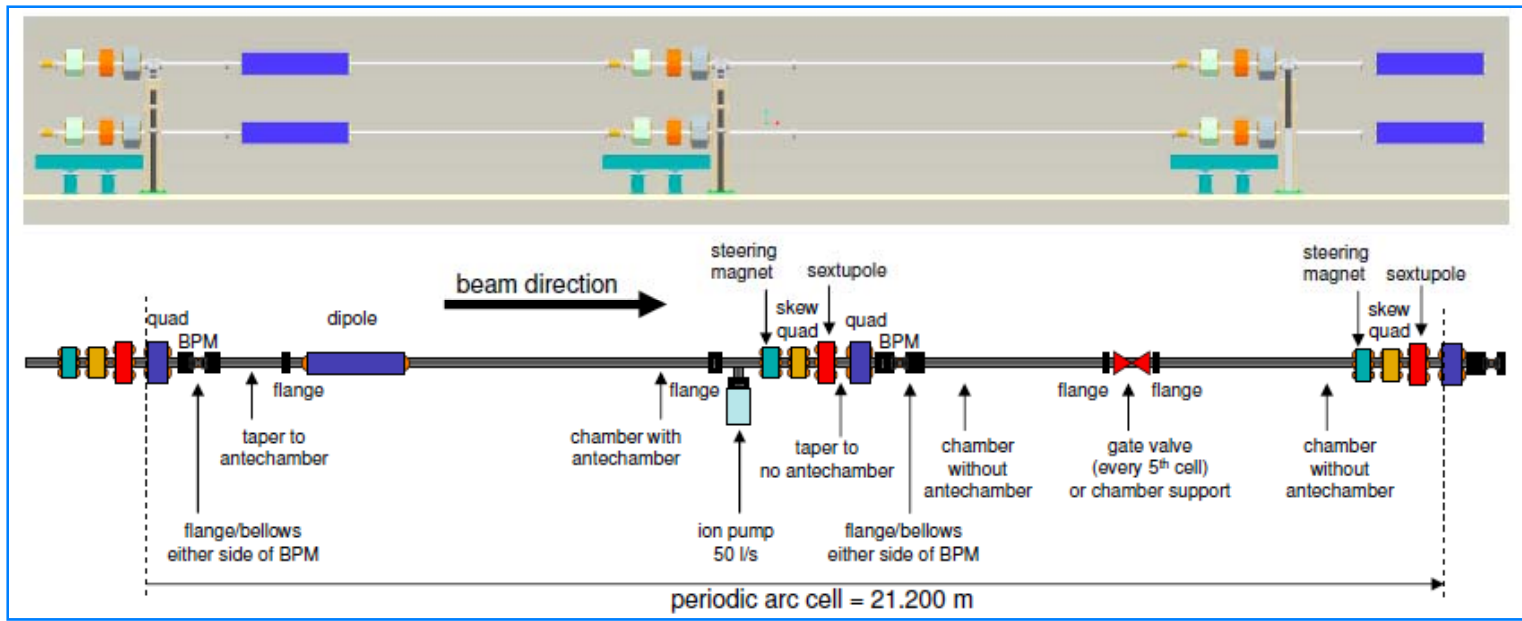 steering
magnet
sextupole
steering
magnet
sextupole
beam direction
skew
quad
skew
quad
quad
BPM
dipole
quad
BPM
flange
flange
flange
flange
taper to
antechamber
chamber with
antechamber
taper to
no antechamber
chamber
without
antechamber
gate valve
(every 5th cell)
or chamber support
chamber
without
antechamber
flange/bellows
either side of BPM
ion pump
50 l/s
flange/bellows
either side of BPM
periodic arc cell = 21.200 m